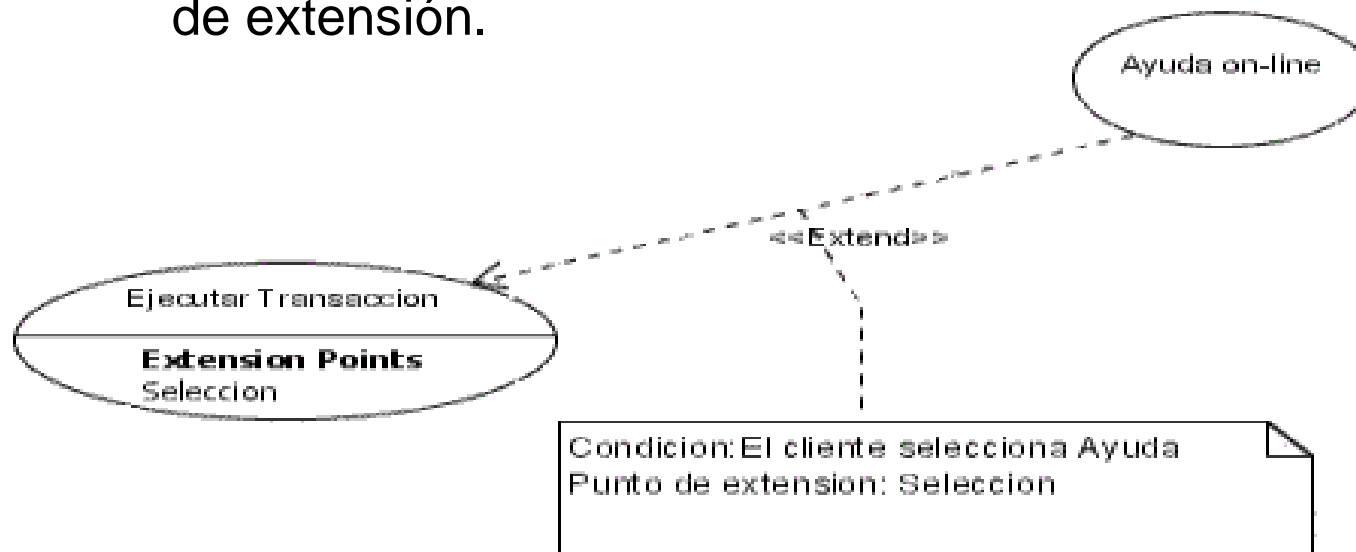 de extensión.
Ayuda on-line
<<Extend>>
Ejecutar Transaccion
Extension Points
Seleccion
Condicion:El cliente selecciona Ayuda
Punto de extension: Seleccion